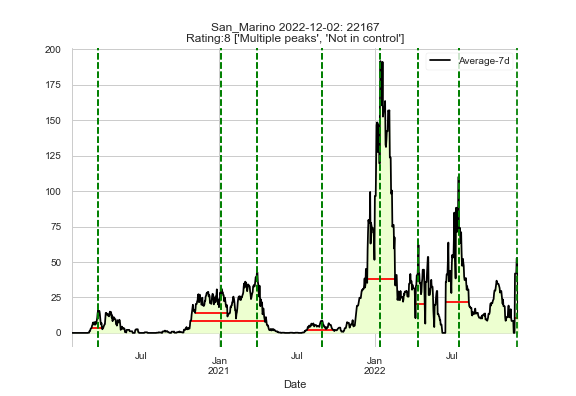 San_Marino 2022-12-02: 22167
Rating:8 ['Multiple peaks', 'Not in control']
Average-7d
200
175
150
125
100
75
50
25
0
Jul
Jan
2021
Jul
Jan
2022
Jul
Date